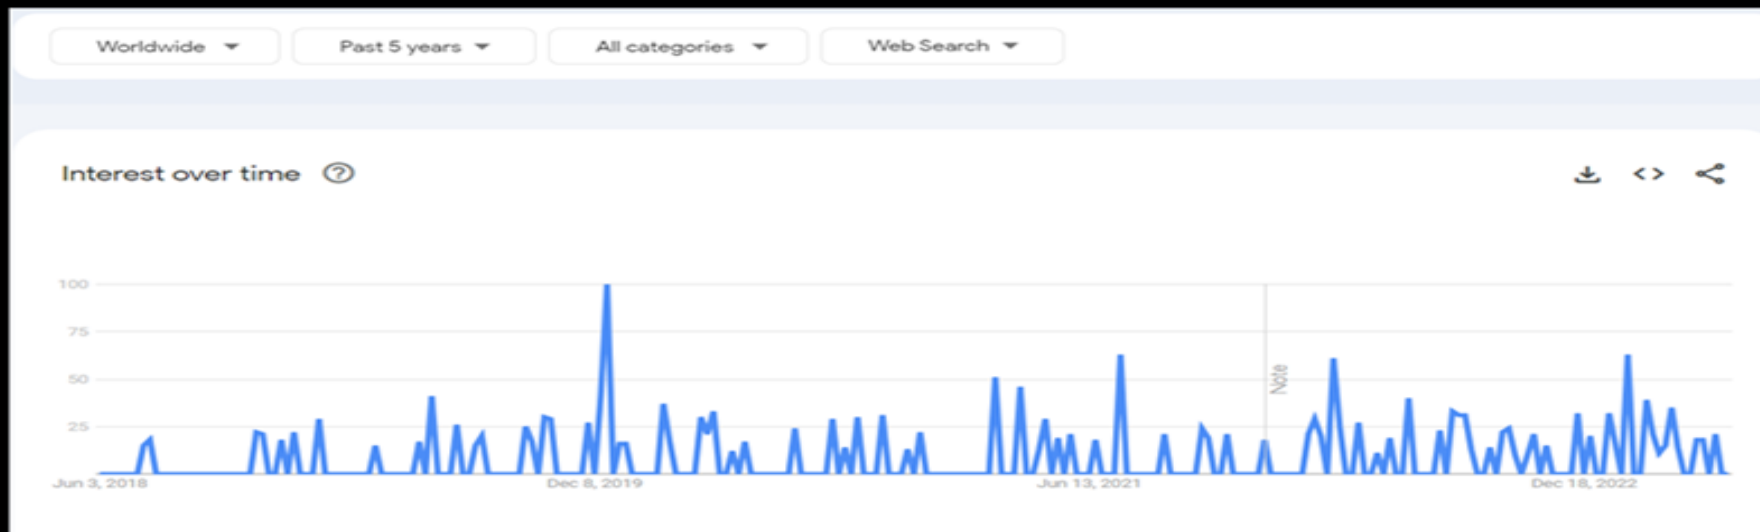 Worldwide Past 5 years All categories Web Search
Interest over time ?
100
75
50
25
Note
Jun 3, 2018 Dec 8, 2019 Jun 13, 2021 Dec 18, 2022